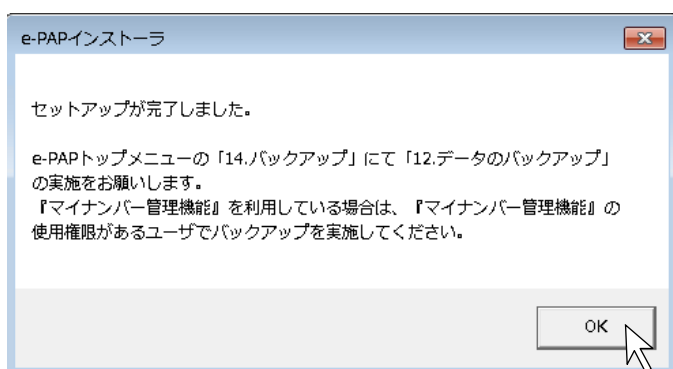 e-PAPインストーラ
セットアップが完了しました。
e-PAPトップメニューの「14.バックアップ」にて「12.データのバックアップ」
の実施をお願いします。
『マイナンバー管理機能』を利用している場合は、『マイナンバー管理機能』の
使用権限があるユーザでバックアップを実施してください。
OK